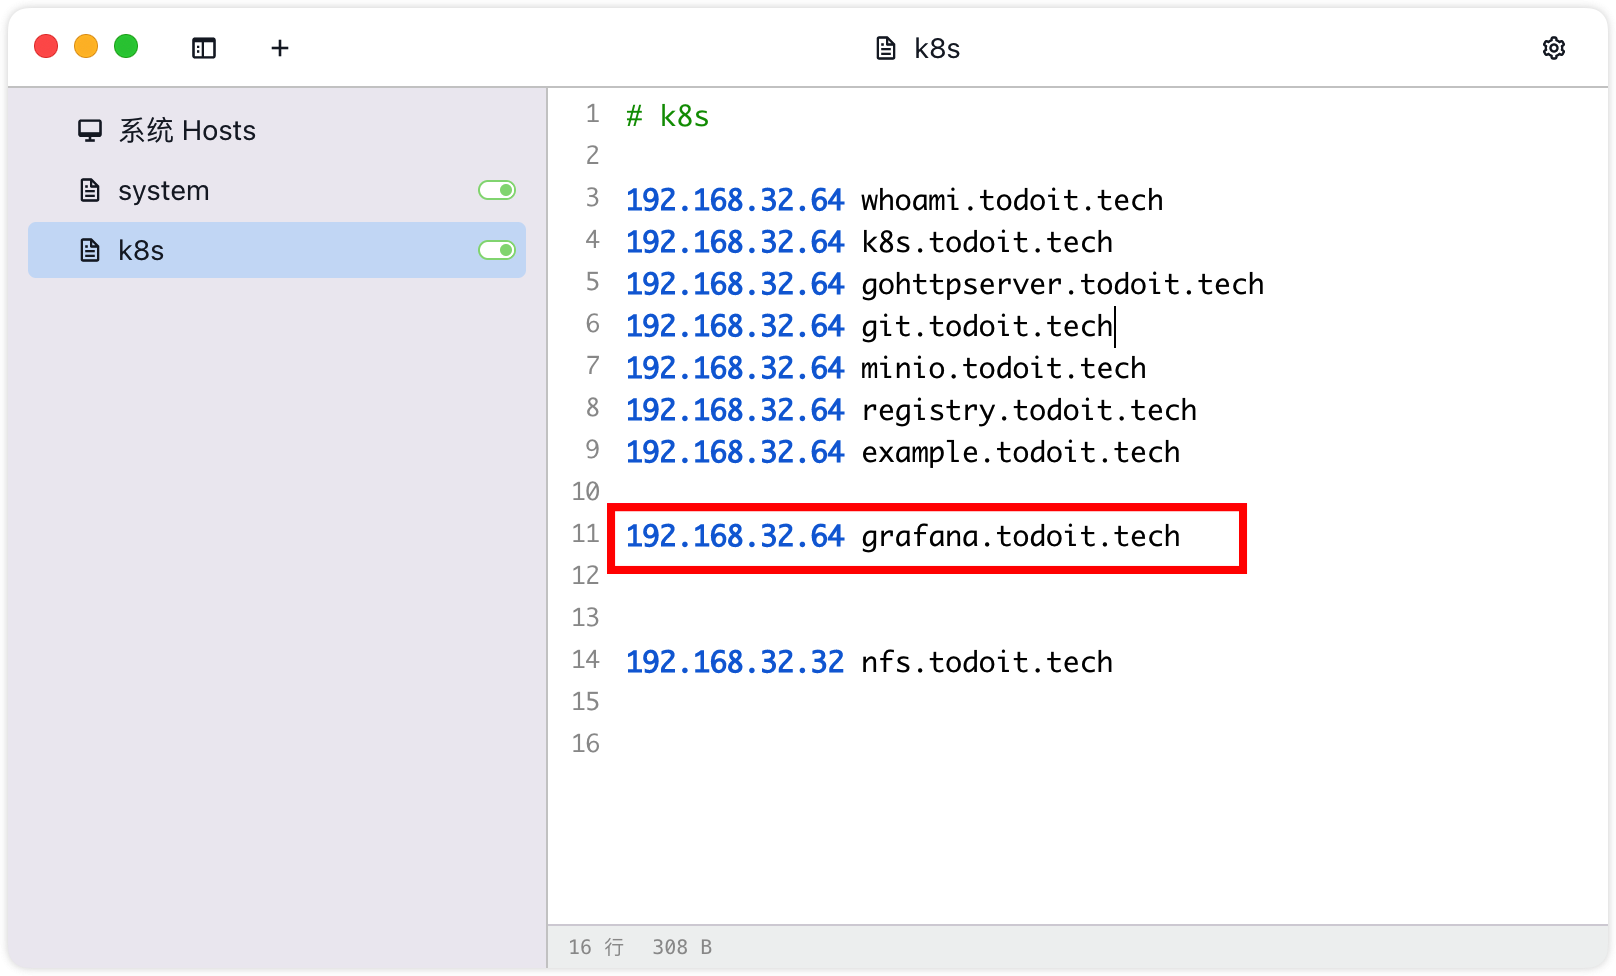 k8s
系统 Hosts
system
k8s
1 # k8s
2
3 192.168.32.64 whoami.todoit.tech
4 192.168.32.64 k8s.todoit.tech
5 192.168.32.64 gohttpserver.todoit.tech
6 192.168.32.64 git.todoit.tech
7 192.168.32.64 minio.todoit.tech
8 192.168.32.64 registry.todoit.tech
9 192.168.32.64 example.todoit.tech
10
11 192.168.32.64 grafana.todoit.tech
12
13
14 192.168.32.32 nfs.todoit.tech
15
16
16 行 308 B